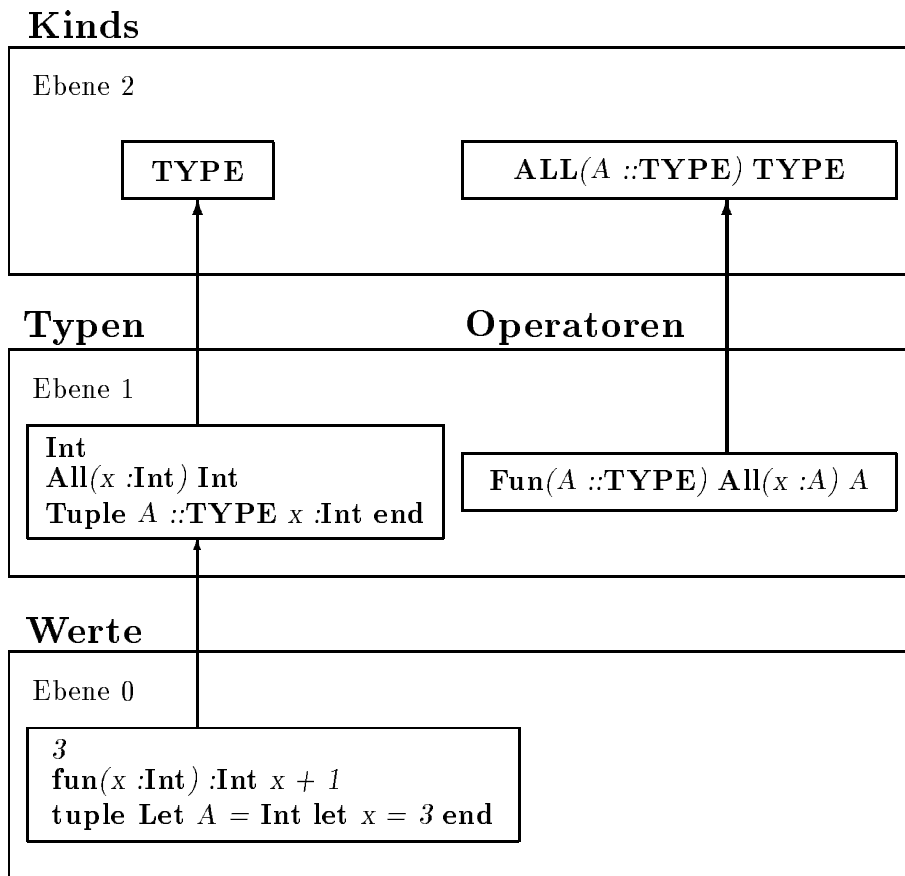 Kinds
Ebene 2
TYPE
ALL(A ::TYPE) TYPE
Typen
Operatoren
Ebene 1
Int
All(x :Int) Int
Tuple A ::TYPE x :Int end
Fun(A ::TYPE) All(x :A) A
Werte
Ebene 0
3
fun(x :Int) :Int x + 1
tuple Let A = Int let x = 3 end